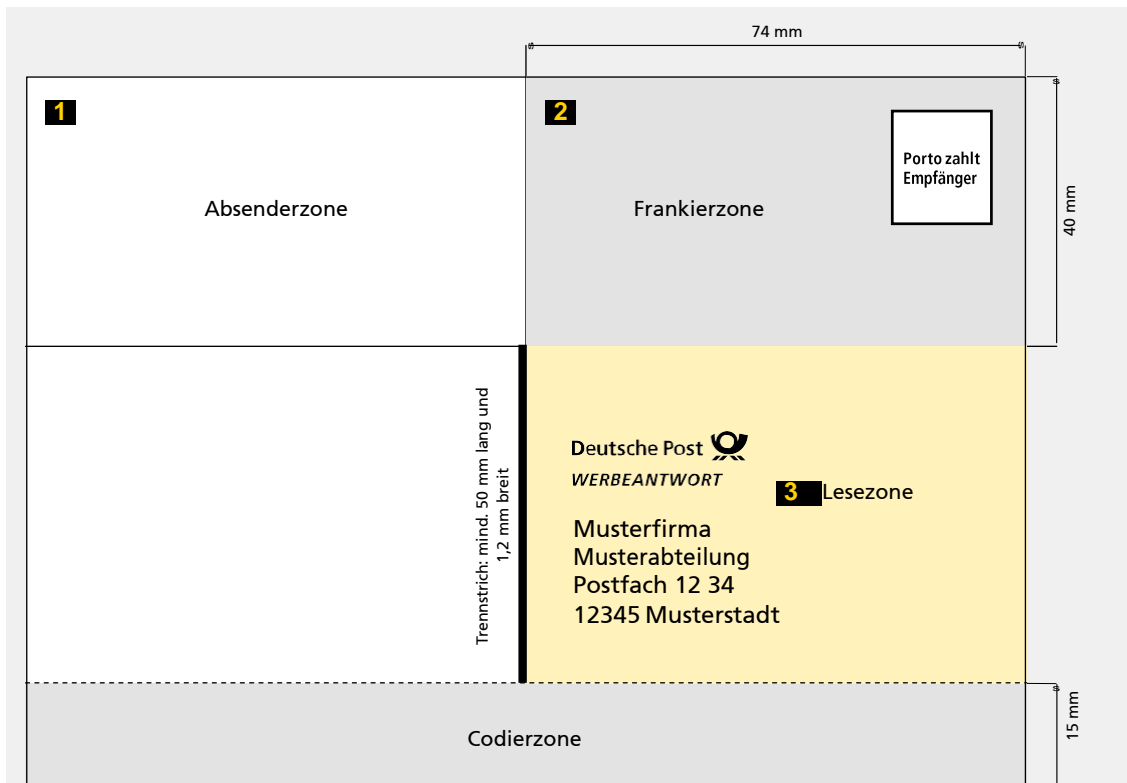 74 mm
1
2
Porto zahlt
Empfänger
Absenderzone
Frankierzone
40 mm
Trennstrich: mind. 50 mm lang und
1,2 mm breit
Deutsche Post
WERBEANTWORT
3 Lesezone
Musterfirma
Musterabteilung
Postfach 12 34
12345 Musterstadt
15 mm
Codierzone